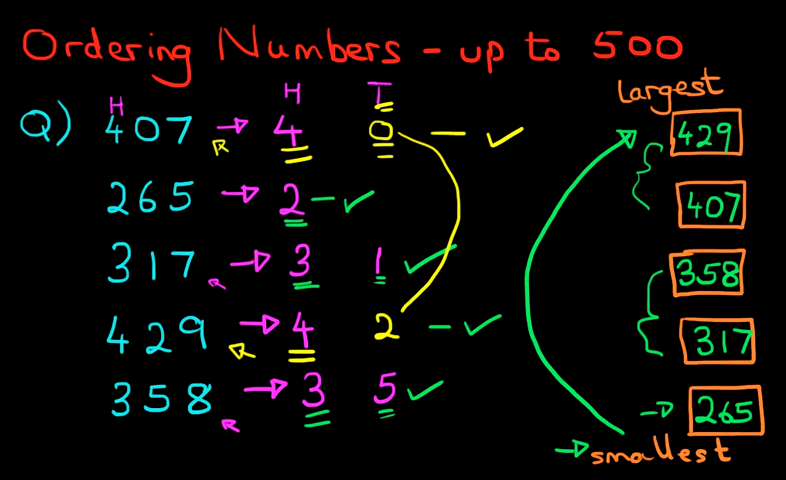 Ordering Numbers - up to 500
H H T largest
Q) 407 → 4 0 - ✓ 429
265 → 2 - ✓ 407
317 → 3 1 ✓ 358
429 → 4 2 - ✓ 317
358 → 3 5 ✓ → 265
→ smallest